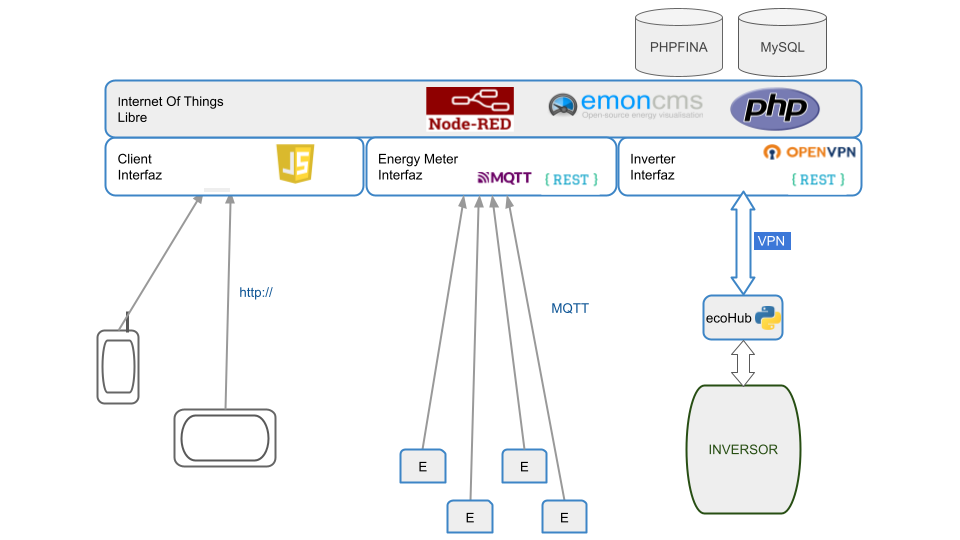 PHPFINA
MySQL
Internet Of Things
Libre
Node-RED
emoncms
Open-source energy visualisation
php
Client
Interfaz
JS
Energy Meter
Interfaz
MQTT
{ REST }
Inverter
Interfaz
OPENVPN
{ REST }
VPN
http://
MQTT
ecoHub
INVERSOR
E
E
E
E